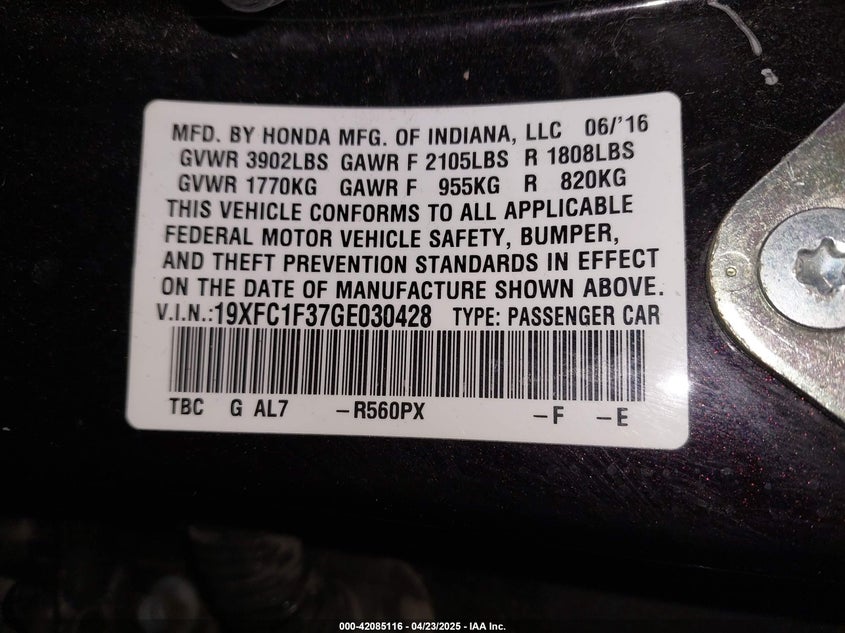 MFD. BY HONDA MFG. OF INDIANA, LLC 06/'16
GVWR 3902LBS GAWR F 2105LBS R 1808LBS
GVWR 1770KG GAWR F 955KG R 820KG
THIS VEHICLE CONFORMS TO ALL APPLICABLE
FEDERAL MOTOR VEHICLE SAFETY, BUMPER,
AND THEFT PREVENTION STANDARDS IN EFFECT
ON THE DATE OF MANUFACTURE SHOWN ABOVE.
V.I.N.:19XFC1F37GE030428 TYPE: PASSENGER CAR
TBC G AL7 -R560PX -F -E
000-42085116 - 04/23/2025 - IAA Inc.